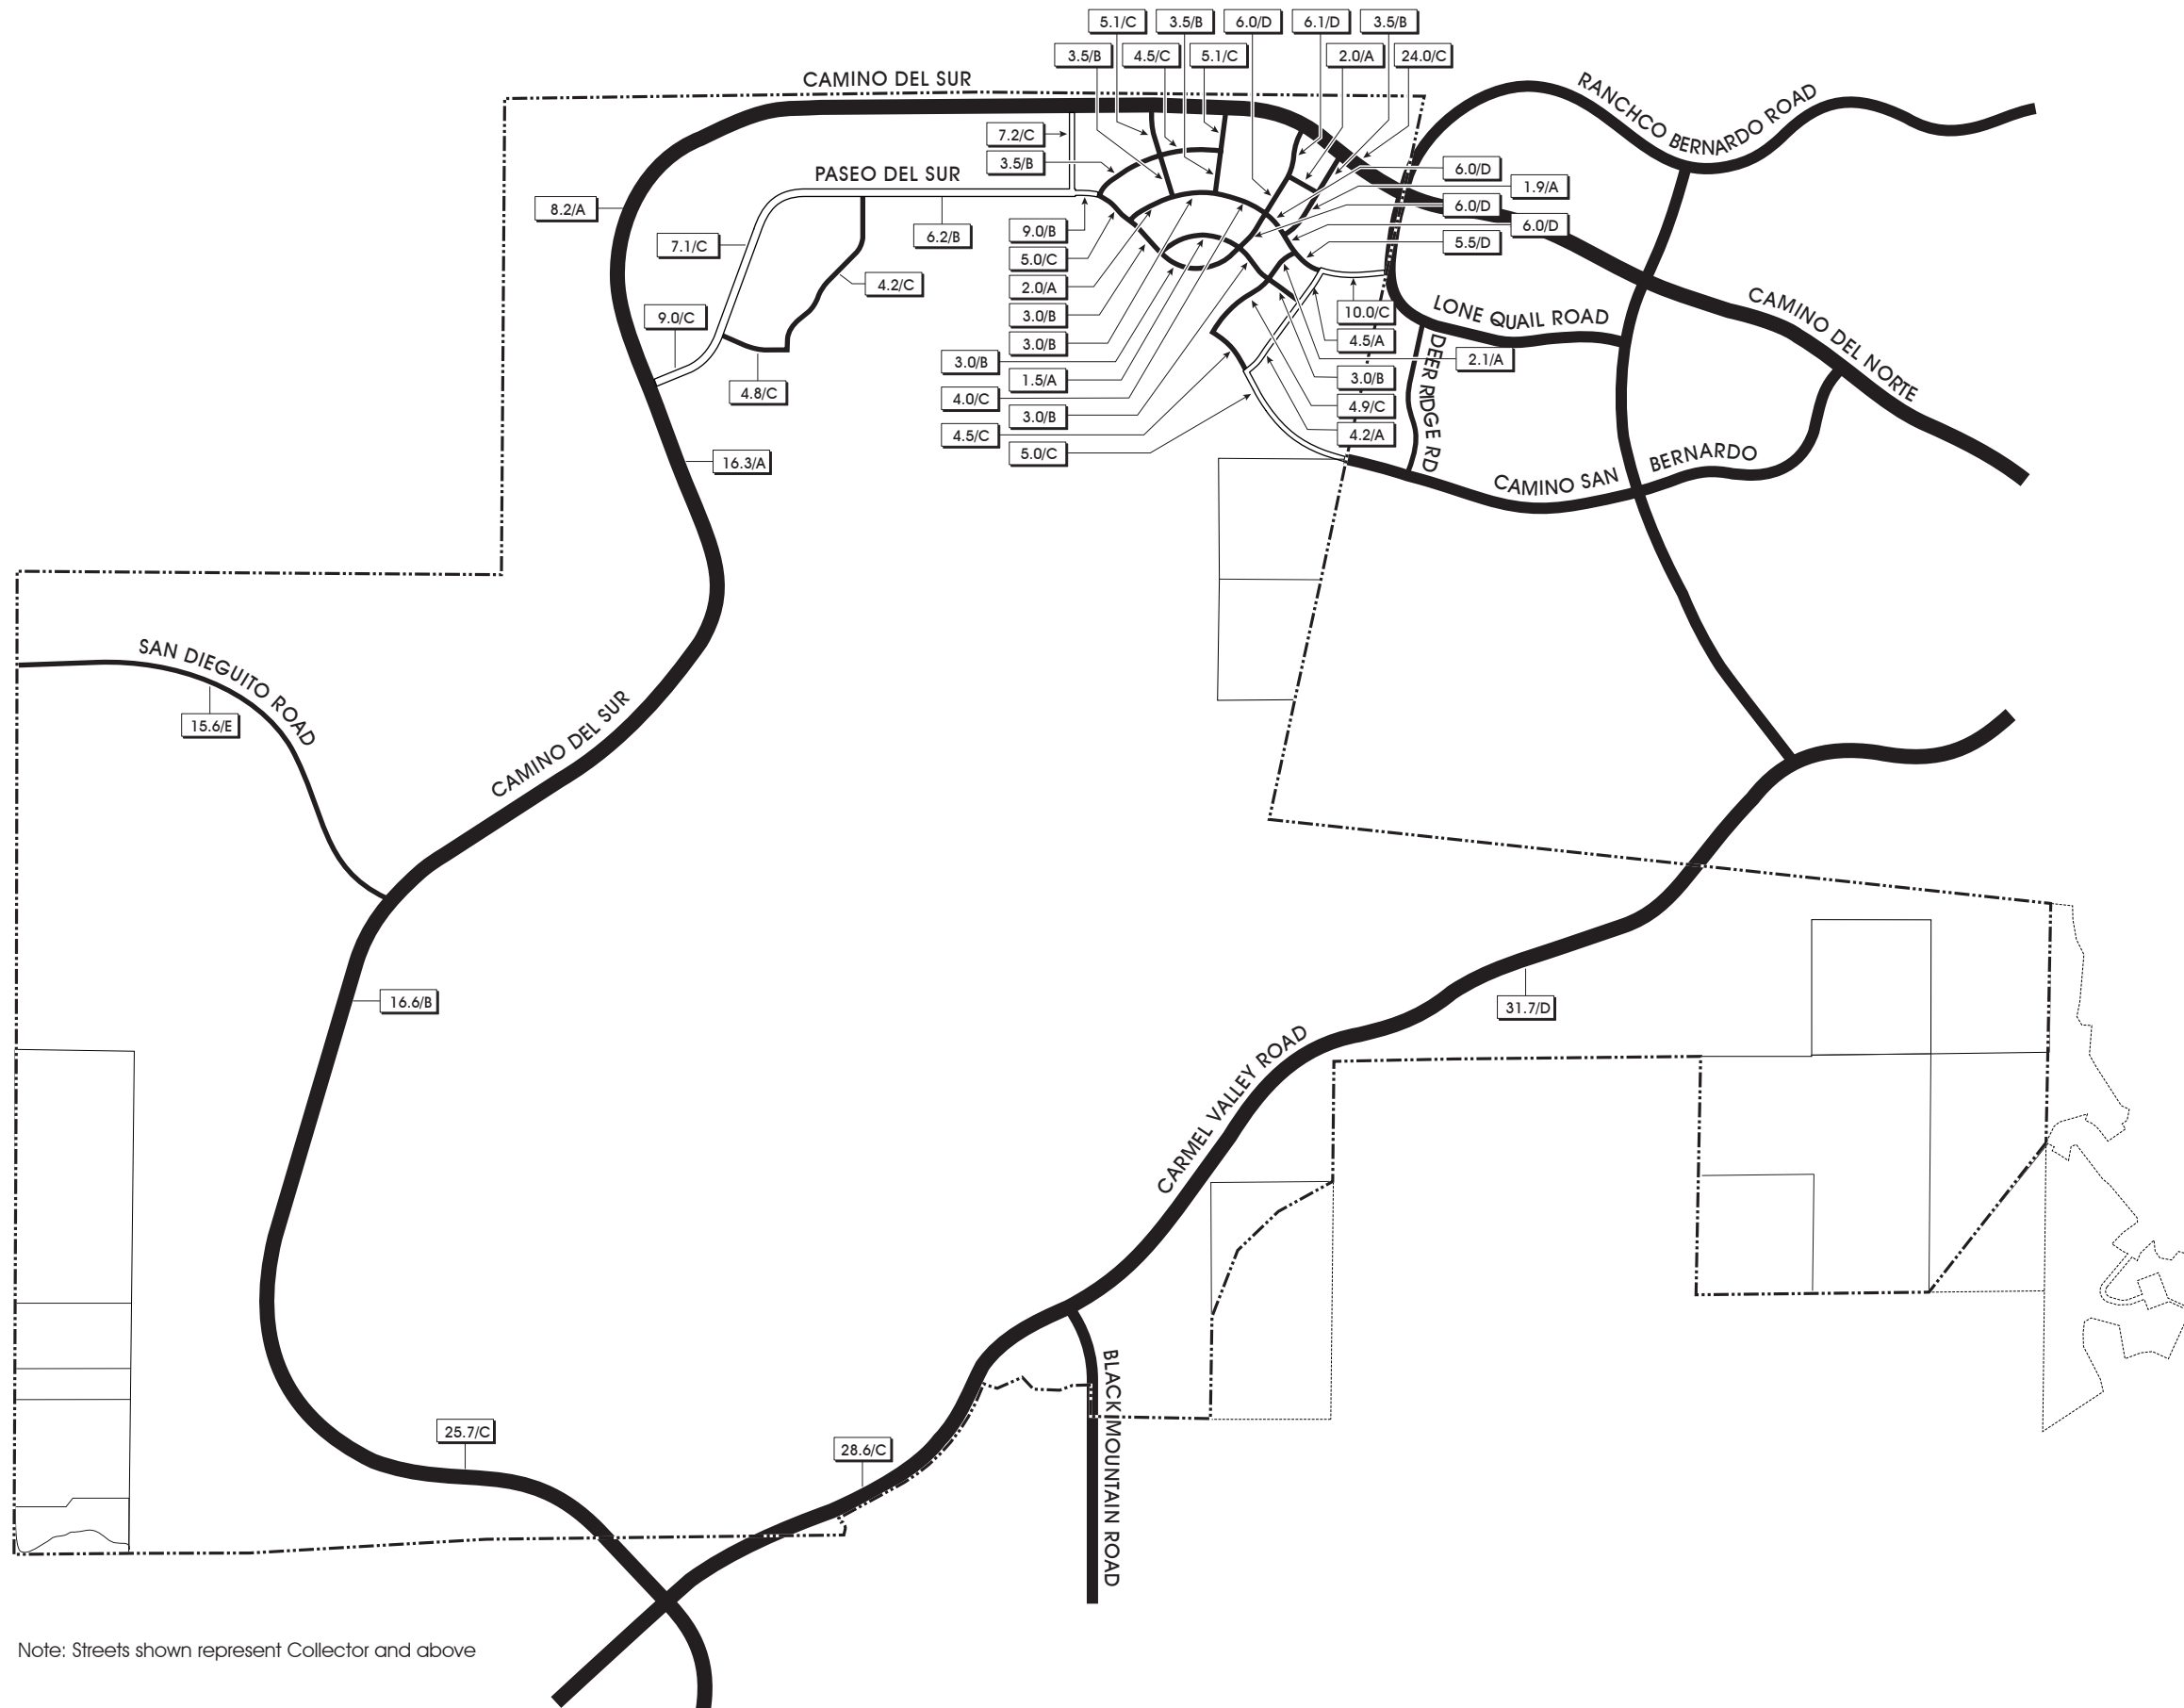 5.1/C
3.5/B
6.0/D
6.1/D
3.5/B
3.5/B
4.5/C
5.1/C
2.0/A
24.0/C
CAMINO DEL SUR
RANCHCO BERNARDO ROAD
7.2/C
3.5/B
PASEO DEL SUR
6.0/D
1.9/A
8.2/A
6.0/D
6.0/D
7.1/C
6.2/B
9.0/B
5.5/D
5.0/C
4.2/C
2.0/A
9.0/C
3.0/B
10.0/C
LONE QUAIL ROAD
CAMINO DEL NORTE
3.0/B
4.5/A
3.0/B
2.1/A
DEER RIDGE RD
4.8/C
1.5/A
3.0/B
4.0/C
4.9/C
3.0/B
4.5/C
4.2/A
5.0/C
16.3/A
CAMINO SAN BERNARDO
SAN DIEGUITO ROAD
15.6/E
CAMINO DEL SUR
16.6/B
31.7/D
CARMEL VALLEY ROAD
BLACK MOUNTAIN ROAD
25.7/C
28.6/C
Note: Streets shown represent Collector and above